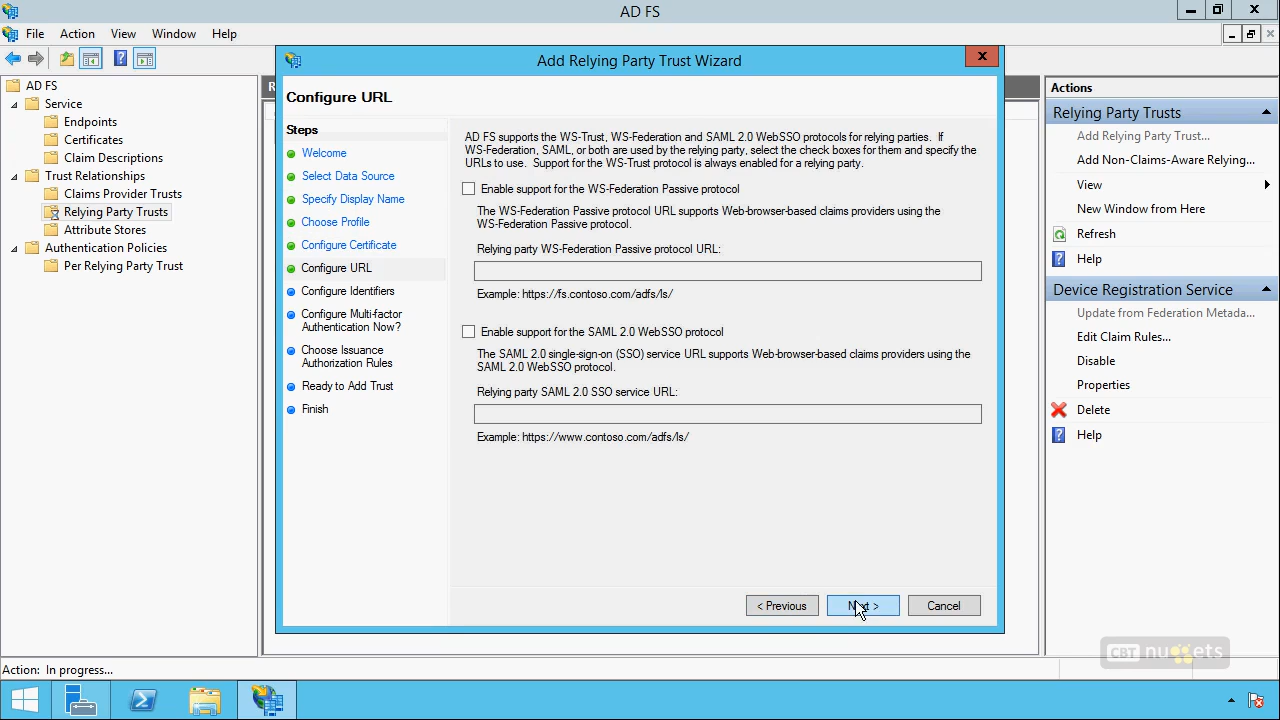 AD FS
File Action View Window Help
AD FS
Service
Endpoints
Certificates
Claim Descriptions
Trust Relationships
Claims Provider Trusts
Relying Party Trusts
Attribute Stores
Authentication Policies
Per Relying Party Trust
Add Relying Party Trust Wizard
Configure URL
Steps
Welcome
Select Data Source
Specify Display Name
Choose Profile
Configure Certificate
Configure URL
Configure Identifiers
Configure Multi-factor
Authentication Now?
Choose Issuance
Authorization Rules
Ready to Add Trust
Finish
AD FS supports the WS-Trust, WS-Federation and SAML 2.0 WebSSO protocols for relying parties. If
WS-Federation, SAML, or both are used by the relying party, select the check boxes for them and specify the
URLs to use. Support for the WS-Trust protocol is always enabled for a relying party.
Enable support for the WS-Federation Passive protocol
The WS-Federation Passive protocol URL supports Web-browser-based claims providers using the
WS-Federation Passive protocol.
Relying party WS-Federation Passive protocol URL:
Example: https://fs.contoso.com/adfs/ls/
Enable support for the SAML 2.0 WebSSO protocol
The SAML 2.0 single-sign-on (SSO) service URL supports Web-browser-based claims providers using the
SAML 2.0 WebSSO protocol.
Relying party SAML 2.0 SSO service URL:
Example: https://www.contoso.com/adfs/ls/
< Previous
Next >
Cancel
Actions
Relying Party Trusts
Add Relying Party Trust...
Add Non-Claims-Aware Relying...
View
New Window from Here
Refresh
Help
Device Registration Service
Update from Federation Metada...
Edit Claim Rules...
Disable
Properties
Delete
Help
CBT nuggets
Action: In progress...